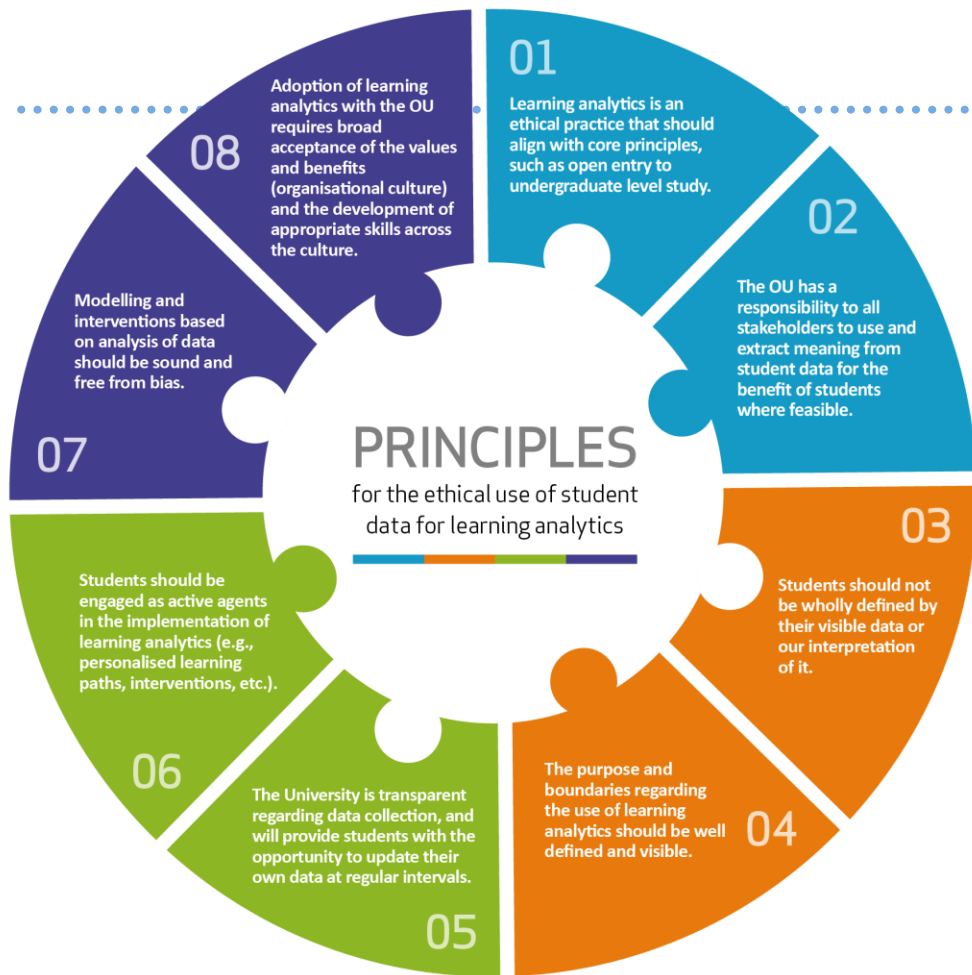 PRINCIPLES
for the ethical use of student
data for learning analytics
01
Learning analytics is an
ethical practice that should
align with core principles,
such as open entry to
undergraduate level study.
02
The OU has a
responsibility to all
stakeholders to use and
extract meaning from
student data for the
benefit of students
where feasible.
03
Students should not
be wholly defined by
their visible data or
our interpretation
of it.
04
The purpose and
boundaries regarding
the use of learning
analytics should be well
defined and visible.
05
The University is transparent
regarding data collection, and
will provide students with the
opportunity to update their
own data at regular intervals.
06
Students should be
engaged as active agents
in the implementation of
learning analytics (e.g.,
personalised learning
paths, interventions, etc.).
07
Modelling and
interventions based
on analysis of data
should be sound and
free from bias.
08
Adoption of learning
analytics with the OU
requires broad
acceptance of the values
and benefits
(organisational culture)
and the development of
appropriate skills across
the culture.